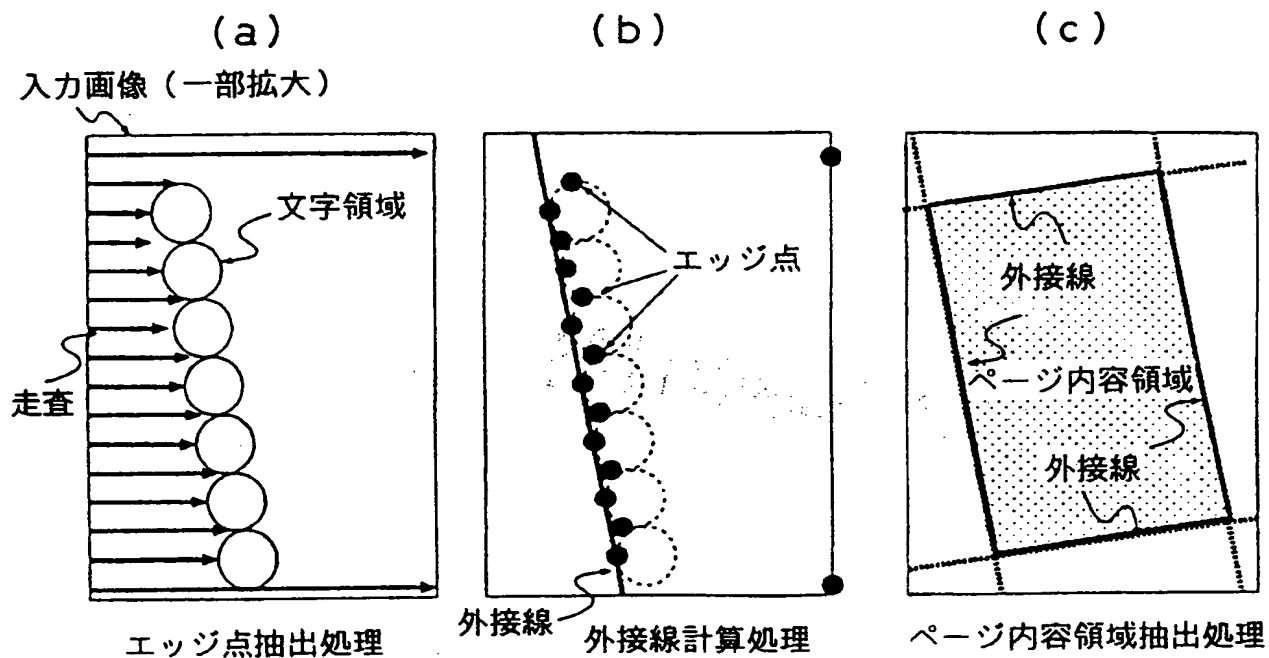 (a)
入力画像(一部拡大)
文字領域
走査
エッジ点抽出処理
(b)
エッジ点
外接線
外接線計算処理
(c)
外接線
ページ内容領域
外接線
ページ内容領域抽出処理